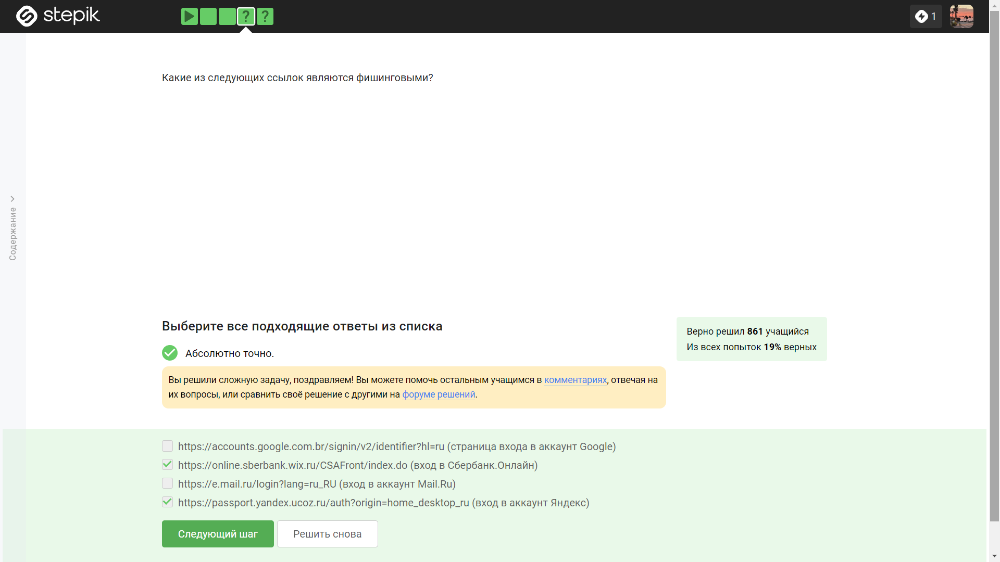 stepik
? ?
1
Содержание
Какие из следующих ссылок являются фишинговыми?
Выберите все подходящие ответы из списка
Верно решил 861 учащийся
Из всех попыток 19% верных
Абсолютно точно.
Вы решили сложную задачу, поздравляем! Вы можете помочь остальным учащимся в комментариях, отвечая на
их вопросы, или сравнить своё решение с другими на форуме решений.
https://accounts.google.com.br/signin/v2/identifier?hl=ru (страница входа в аккаунт Google)
https://online.sberbank.wix.ru/CSAFront/index.do (вход в Сбербанк.Онлайн)
https://e.mail.ru/login?lang=ru_RU (вход в аккаунт Mail.Ru)
https://passport.yandex.ucoz.ru/auth?origin=home_desktop_ru (вход в аккаунт Яндекс)
Следующий шаг
Решить снова